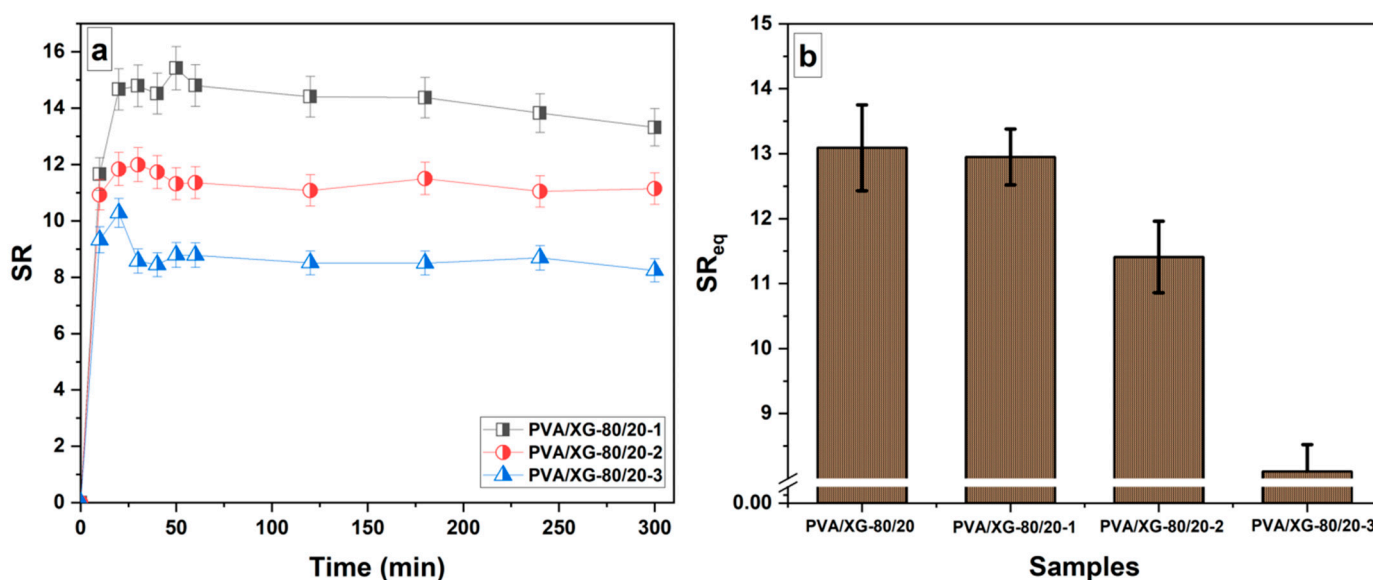 a
SR
16
14
12
10
8
6
4
2
0
0
50
100
150
200
250
300
Time (min)
PVA/XG-80/20-1
PVA/XG-80/20-2
PVA/XG-80/20-3
b
SReq
15
14
13
12
11
10
9
0.00
PVA/XG-80/20
PVA/XG-80/20-1
PVA/XG-80/20-2
PVA/XG-80/20-3
Samples